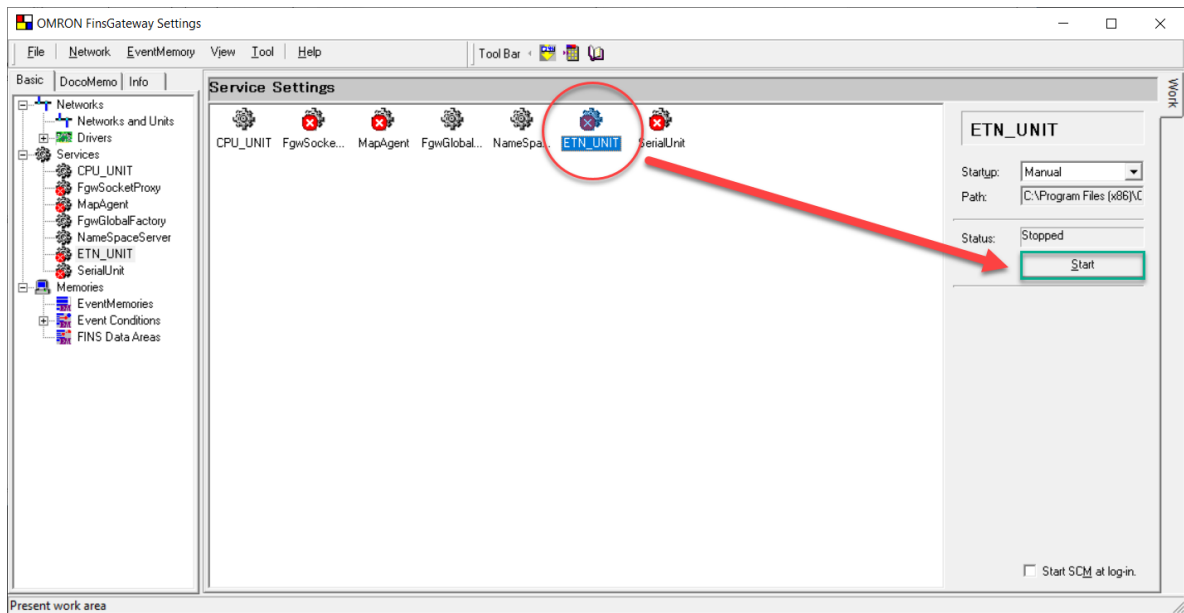 OMRON FinsGateway Settings
File Network EventMemory View Tool Help Tool Bar
Basic DocoMemo Info
Networks
Networks and Units
Drivers
Services
CPU_UNIT
FgwSocketProxy
MapAgent
FgwGlobalFactory
NameSpaceServer
ETN_UNIT
SerialUnit
Memories
EventMemories
Event Conditions
FINS Data Areas
Service Settings
CPU_UNIT FgwSocke... MapAgent FgwGlobal... NameSpa... ETN_UNIT SerialUnit
Work
ETN_UNIT
Startup: Manual
Path: C:\Program Files (x86)\C
Status: Stopped
Start
Start SCM at log-in.
Present work area